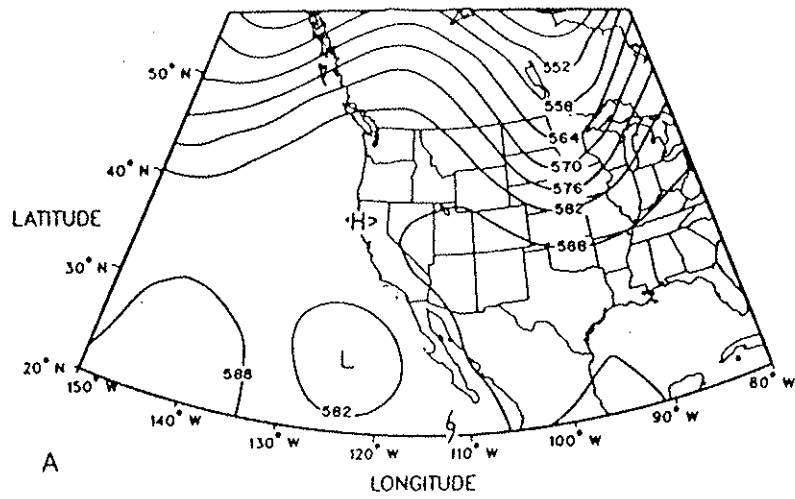 50° N
40° N
30° N
20° N
LATITUDE
150° W
140° W
130° W
120° W
110° W
100° W
90° W
80° W
LONGITUDE
552
558
564
570
576
582
588
H
588
L
582
A